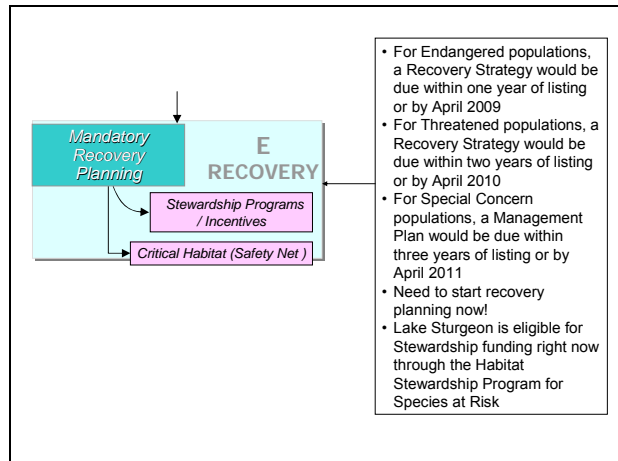 Mandatory
Recovery
Planning
E
RECOVERY
Stewardship Programs
/ Incentives
Critical Habitat (Safety Net )
• For Endangered populations,
a Recovery Strategy would be
due within one year of listing
or by April 2009
• For Threatened populations, a
Recovery Strategy would be
due within two years of listing
or by April 2010
• For Special Concern
populations, a Management
Plan would be due within
three years of listing or by
April 2011
• Need to start recovery
planning now!
• Lake Sturgeon is eligible for
Stewardship funding right now
through the Habitat
Stewardship Program for
Species at Risk